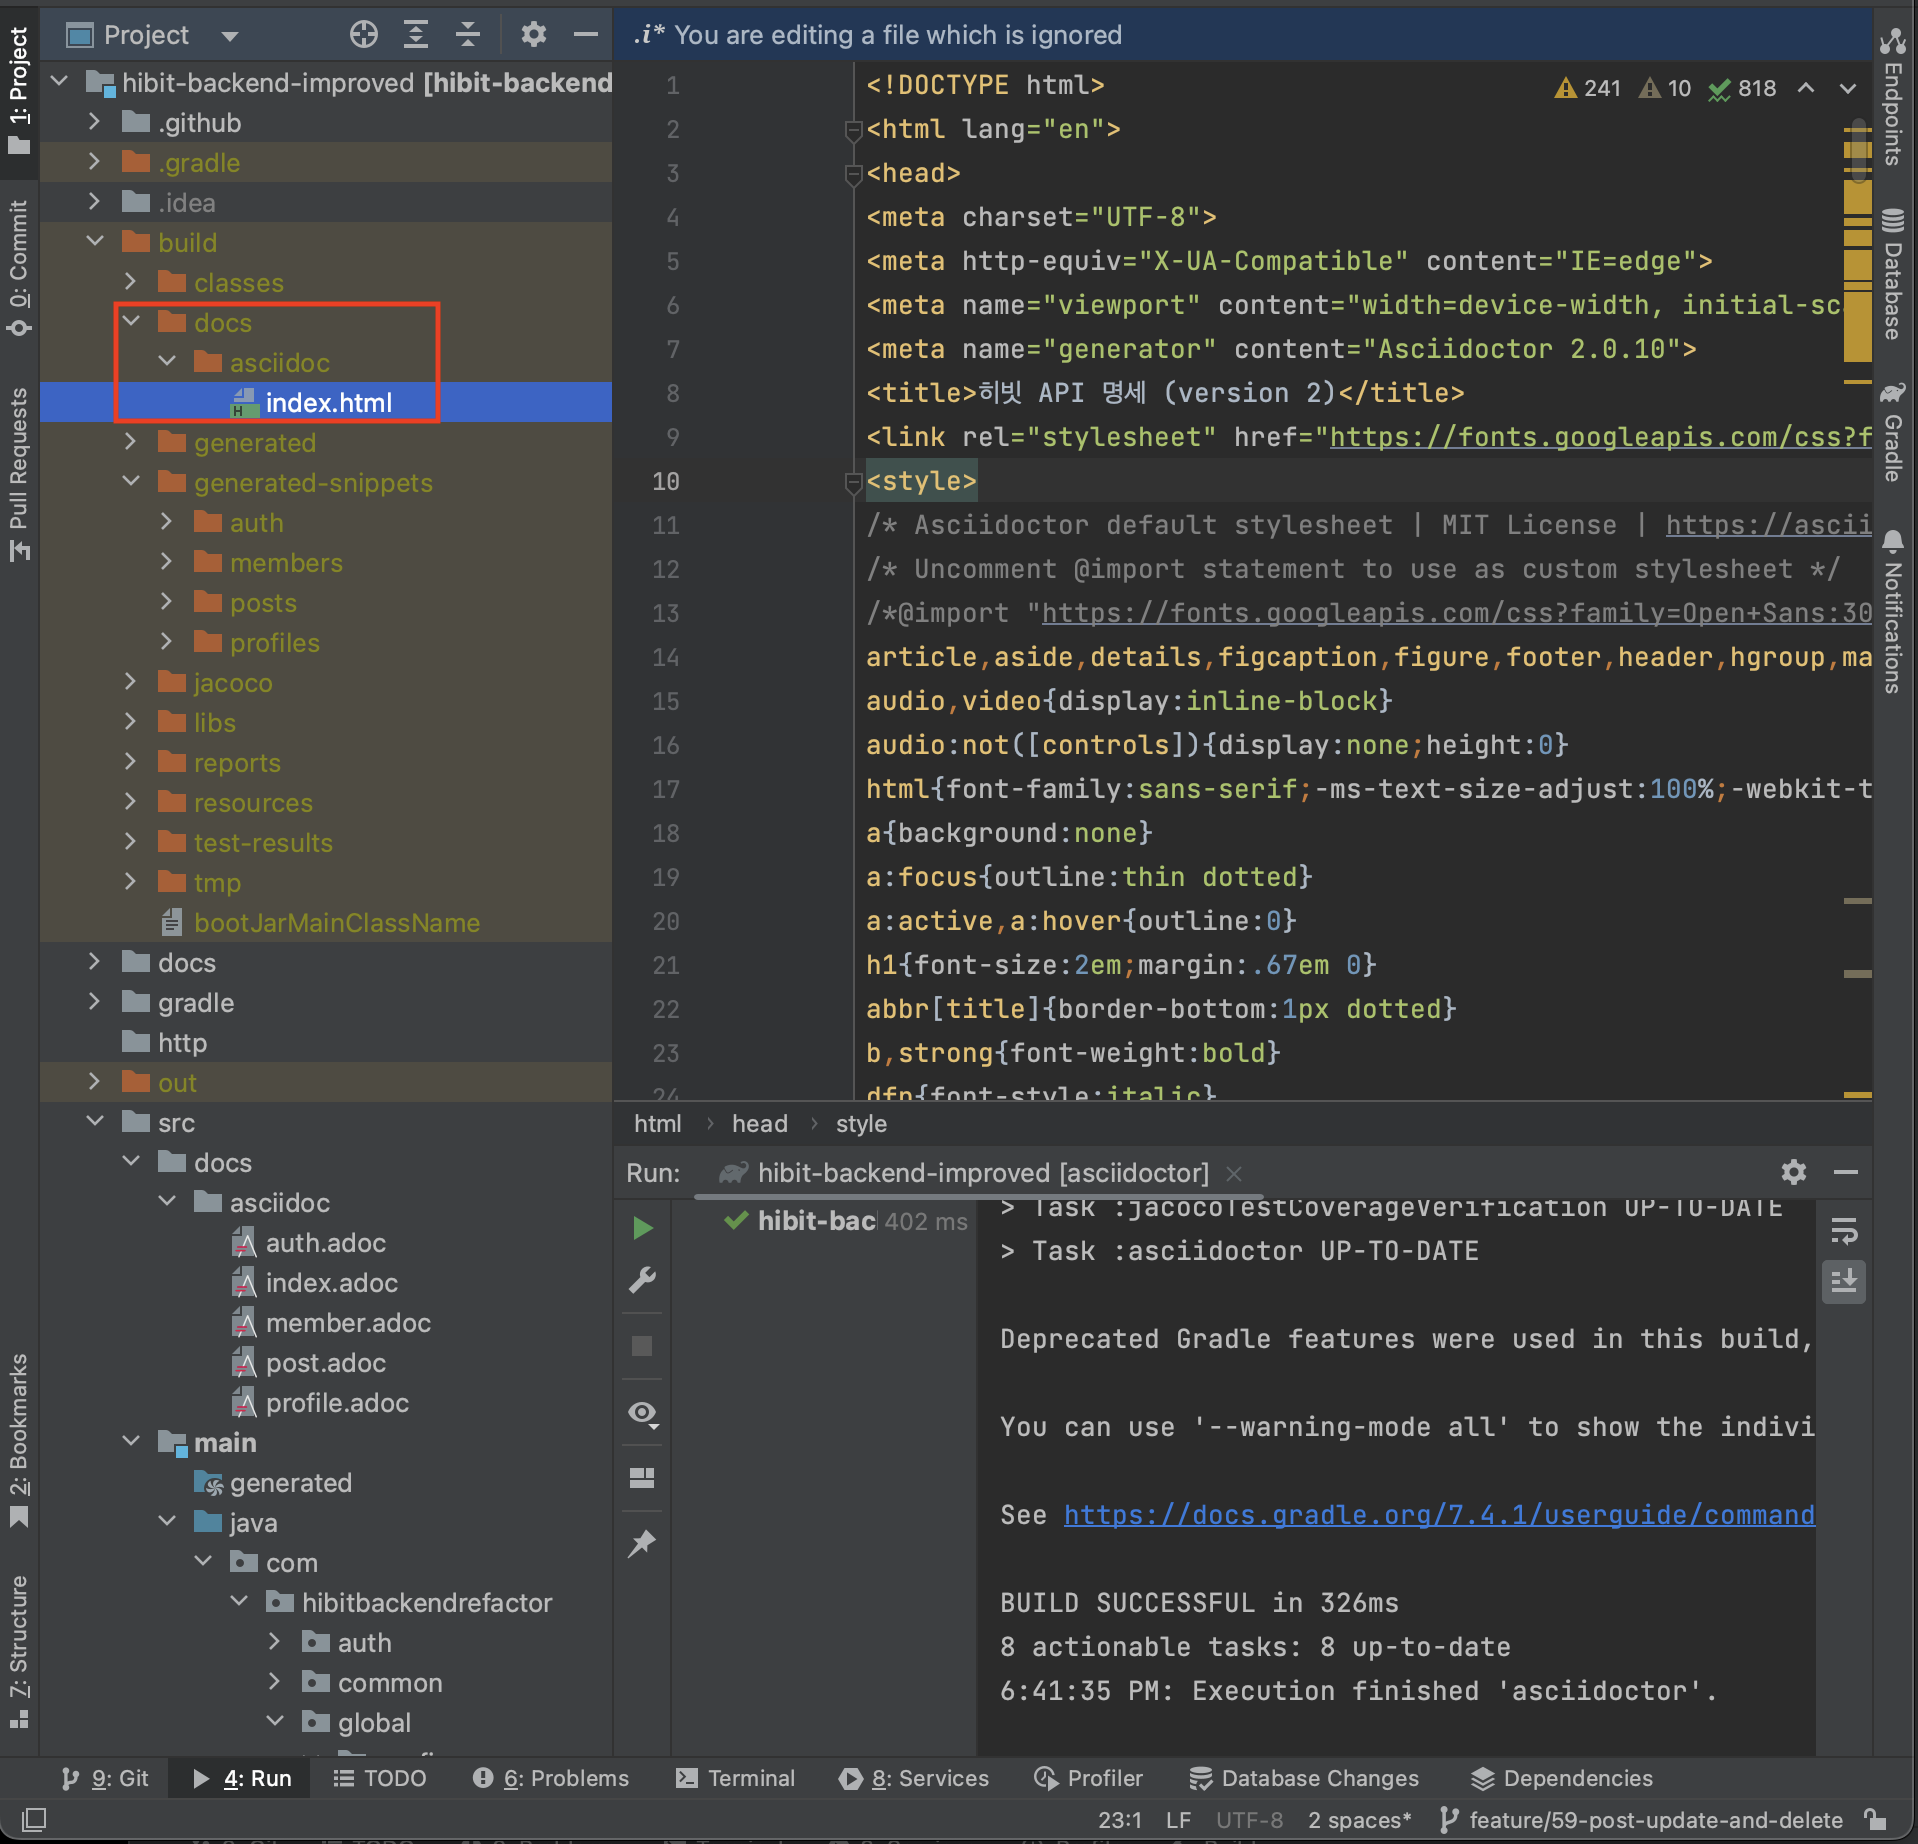 Project
You are editing a file which is ignored
1: Project
0: Commit
Pull Requests
2: Bookmarks
7: Structure
hibit-backend-improved [hibit-backend
.github
.gradle
.idea
build
classes
docs
asciidoc
index.html
generated
generated-snippets
auth
members
posts
profiles
jacoco
libs
reports
resources
test-results
tmp
bootJarMainClassName
docs
gradle
http
out
src
docs
asciidoc
auth.adoc
index.adoc
member.adoc
post.adoc
profile.adoc
main
generated
java
com
hibitbackendrefactor
auth
common
global
241 10 818
1 <!DOCTYPE html>
2 <html lang="en">
3 <head>
4 <meta charset="UTF-8">
5 <meta http-equiv="X-UA-Compatible" content="IE=edge">
6 <meta name="viewport" content="width=device-width, initial-sc
7 <meta name="generator" content="Asciidoctor 2.0.10">
8 <title>히빗 API 명세 (version 2)</title>
9 <link rel="stylesheet" href="https://fonts.googleapis.com/css?f
10 <style>
11 /* Asciidoctor default stylesheet | MIT License | https://ascii
12 /* Uncomment @import statement to use as custom stylesheet */
13 /*@import "https://fonts.googleapis.com/css?family=Open+Sans:30
14 article,aside,details,figcaption,figure,footer,header,hgroup,ma
15 audio,video{display:inline-block}
16 audio:not([controls]){display:none;height:0}
17 html{font-family:sans-serif;-ms-text-size-adjust:100%;-webkit-t
18 a{background:none}
19 a:focus{outline:thin dotted}
20 a:active,a:hover{outline:0}
21 h1{font-size:2em;margin:.67em 0}
22 abbr[title]{border-bottom:1px dotted}
23 b,strong{font-weight:bold}
24 dfn{font-style:italic}
html › head › style
Endpoints
Database
Gradle
Notifications
Run: hibit-backend-improved [asciidoctor]
hibit-bac 402 ms
> Task :jacocoTestCoverageVerification UP-TO-DATE
> Task :asciidoctor UP-TO-DATE
Deprecated Gradle features were used in this build,
You can use '--warning-mode all' to show the indivi
See https://docs.gradle.org/7.4.1/userguide/command
BUILD SUCCESSFUL in 326ms
8 actionable tasks: 8 up-to-date
6:41:35 PM: Execution finished 'asciidoctor'.
9: Git 4: Run TODO 6: Problems Terminal 8: Services Profiler Database Changes Dependencies
23:1 LF UTF-8 2 spaces* feature/59-post-update-and-delete